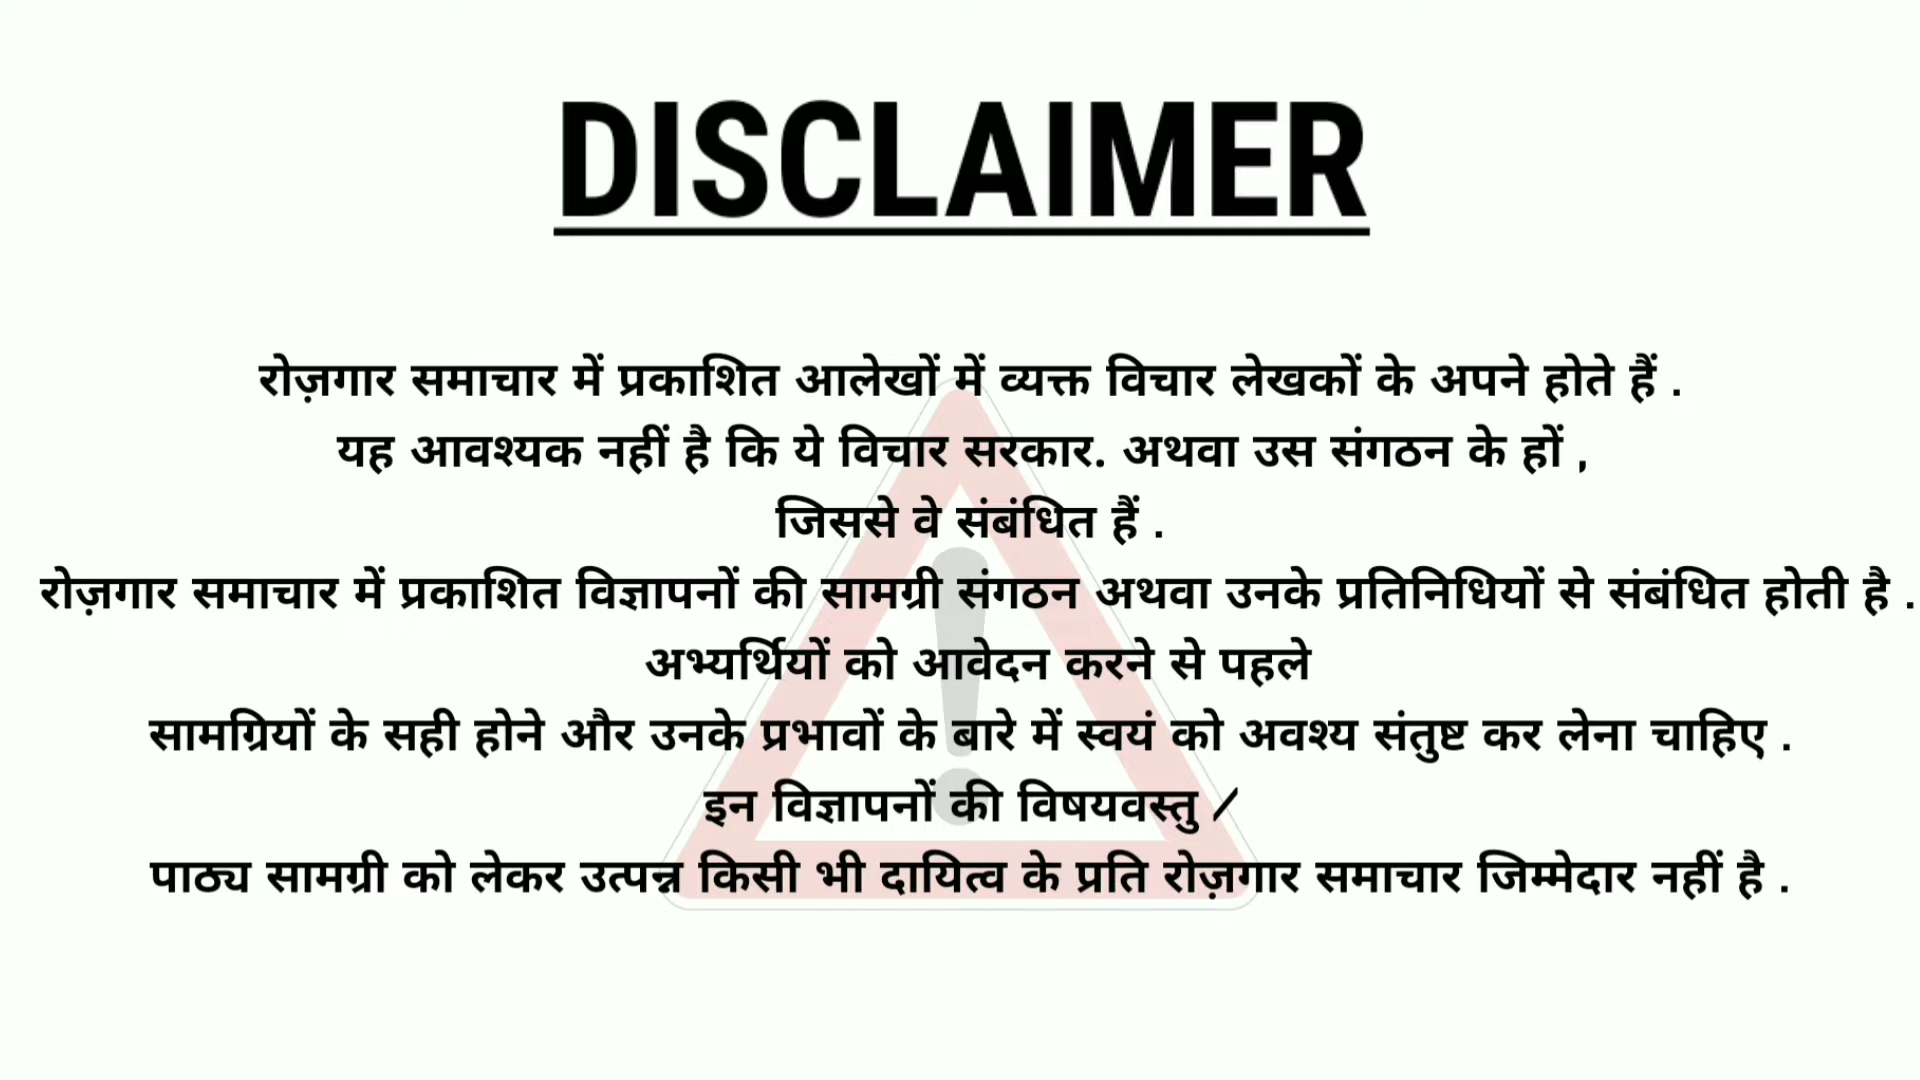 DISCLAIMER
रोज़गार समाचार में प्रकाशित आलेखों में व्यक्त विचार लेखकों के अपने होते हैं .
यह आवश्यक नहीं है कि ये विचार सरकार. अथवा उस संगठन के हों ,
जिससे वे संबंधित हैं .
रोज़गार समाचार में प्रकाशित विज्ञापनों की सामग्री संगठन अथवा उनके प्रतिनिधियों से संबंधित होती है .
अभ्यर्थियों को आवेदन करने से पहले
सामग्रियों के सही होने और उनके प्रभावों के बारे में स्वयं को अवश्य संतुष्ट कर लेना चाहिए .
इन विज्ञापनों की विषयवस्तु /
पाठ्य सामग्री को लेकर उत्पन्न किसी भी दायित्व के प्रति रोज़गार समाचार जिम्मेदार नहीं है .